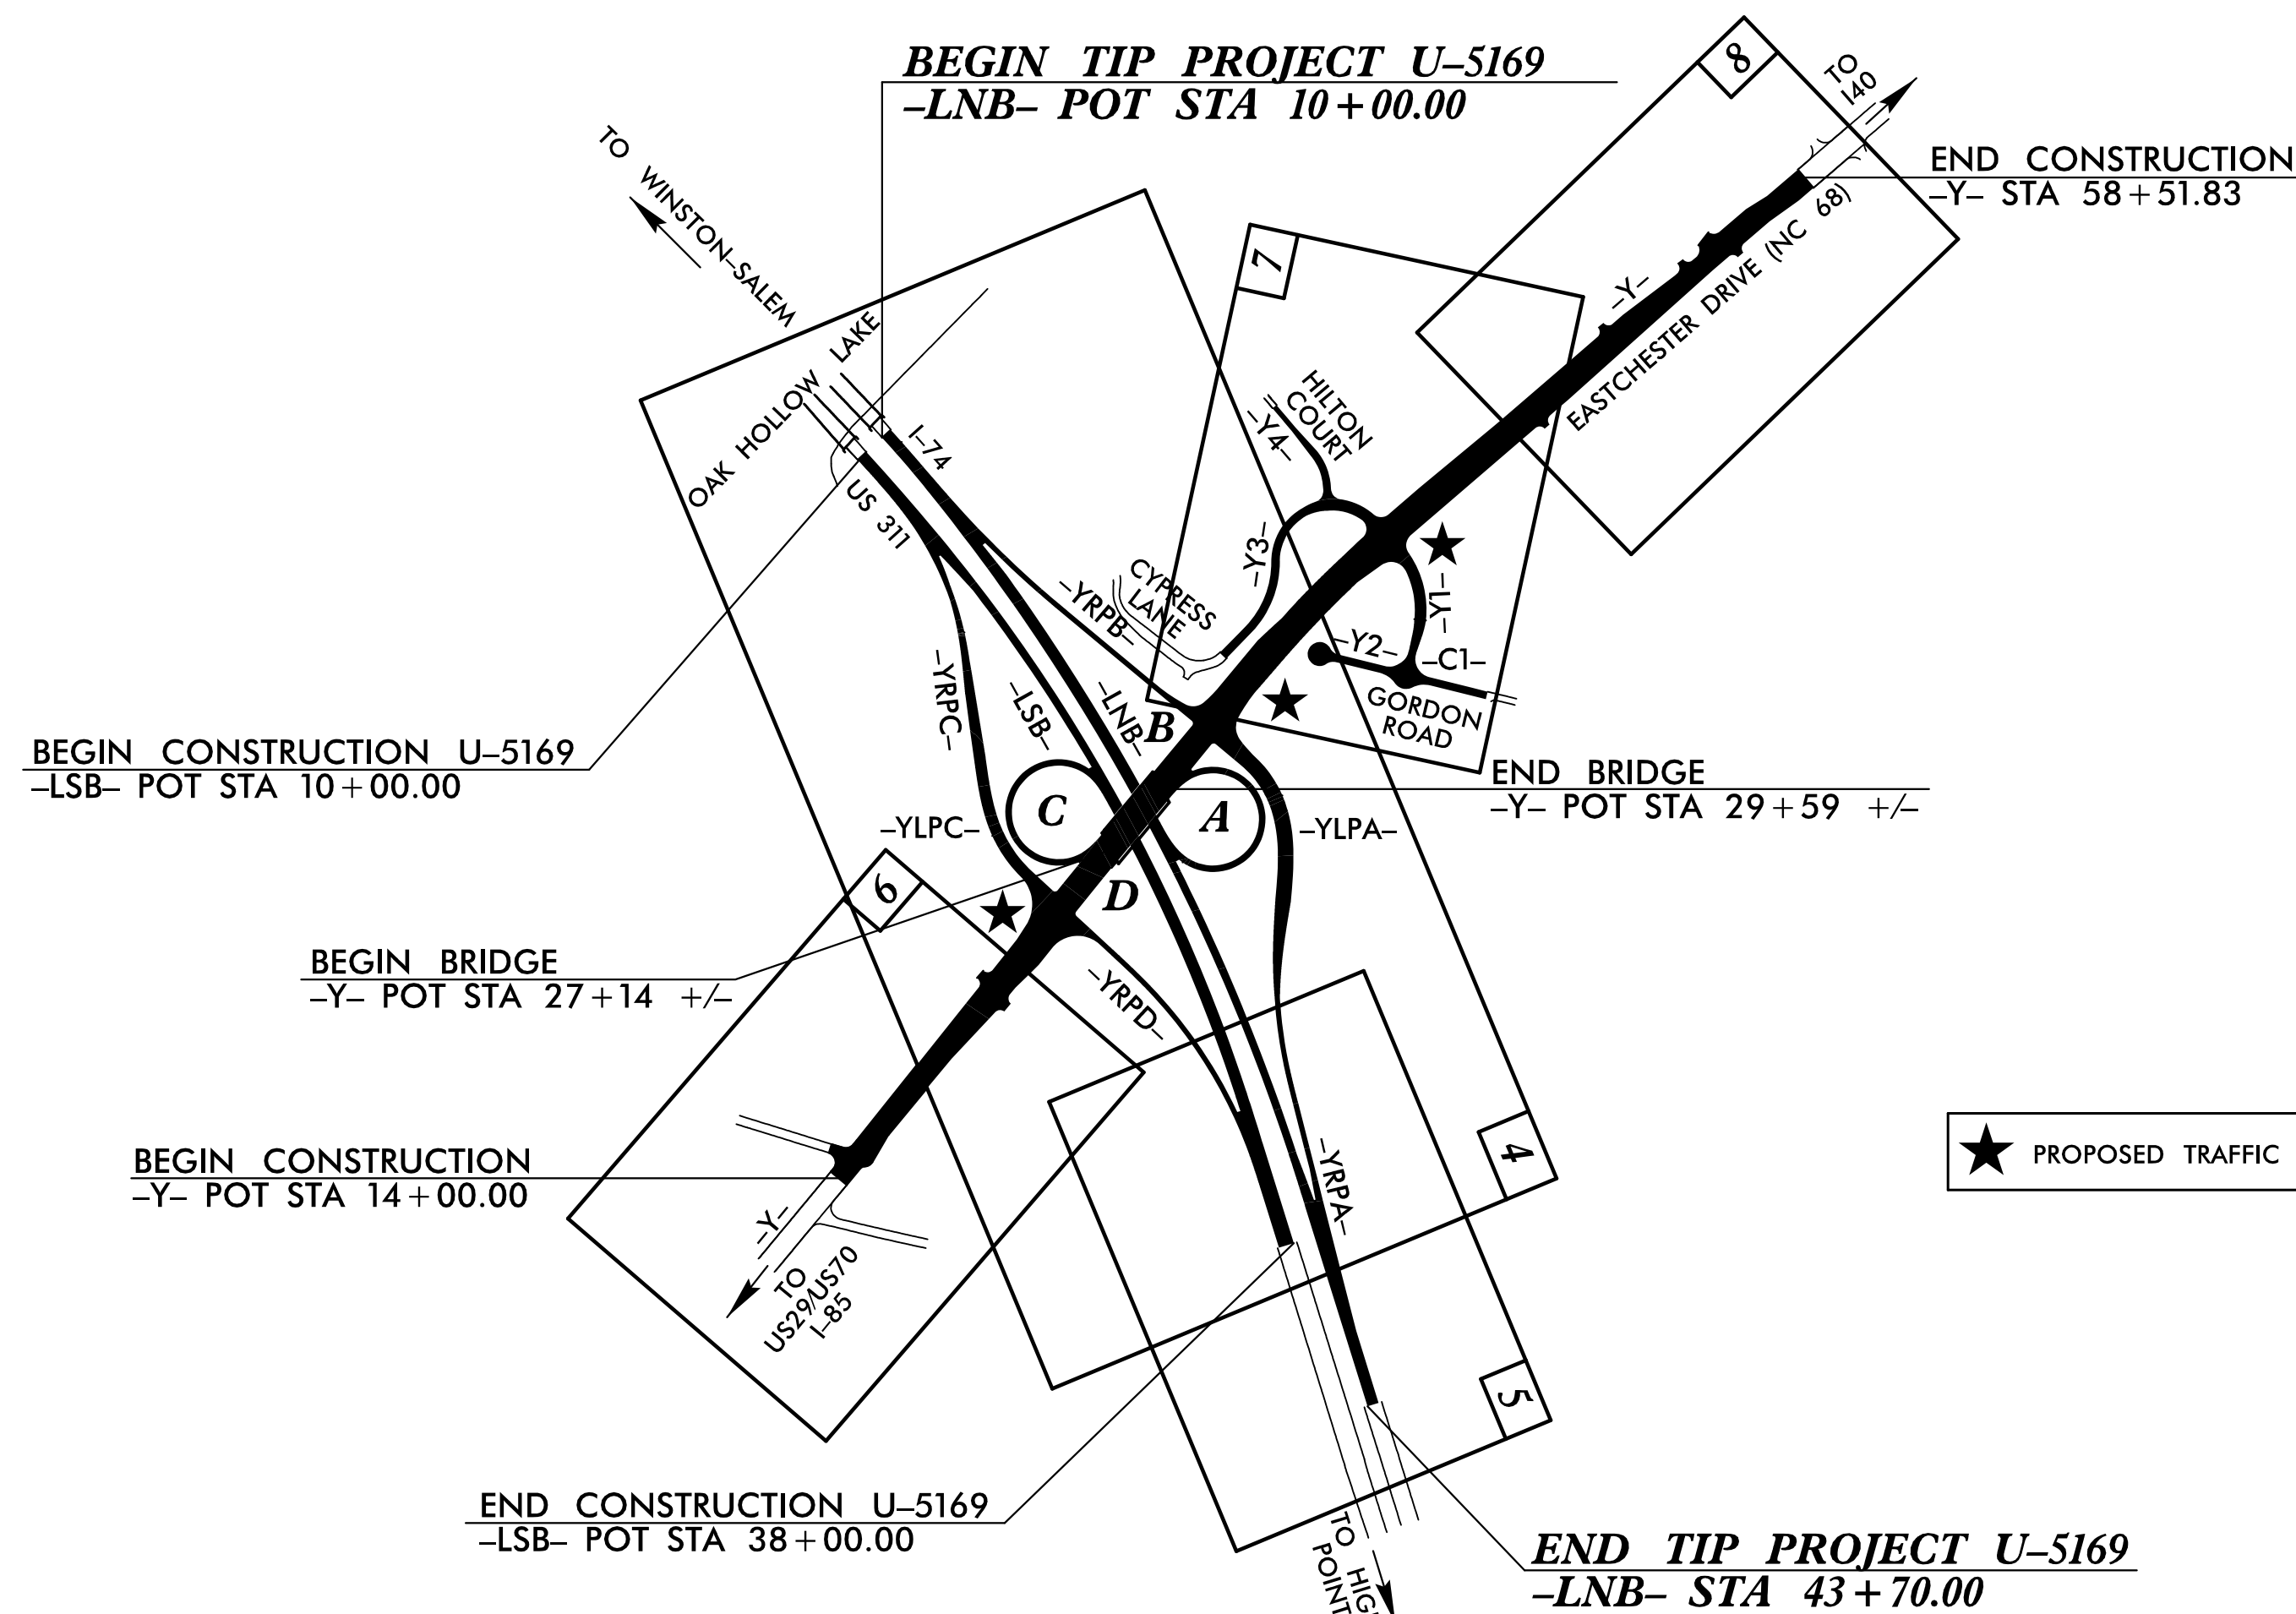 BEGIN TIP PROJECT U–5169
–LNB– POT STA 10+00.00
8
TO
I40
END CONSTRUCTION
–Y– STA 58+51.83
TO WINSTON–SALEM
7
–Y–
EASTCHESTER DRIVE (NC 68)
OAK HOLLOW LAKE
I–74
US 311
HILTON
COURT
–Y4–
–Y3–
CYPRESS
LANE
–YRPB–
–Y1–
–Y2–
–C1–
GORDON
ROAD
–YRPC–
–LSB–
–LNB–
B
BEGIN CONSTRUCTION U–5169
–LSB– POT STA 10+00.00
END BRIDGE
–Y– POT STA 29+59 +/–
C
A
–YLPC–
–YLPA–
6
D
BEGIN BRIDGE
–Y– POT STA 27+14 +/–
–YRPD–
4
PROPOSED TRAFFIC
BEGIN CONSTRUCTION
–Y– POT STA 14+00.00
–YRPA–
–Y–
TO
US29/US70
I–85
5
END CONSTRUCTION U–5169
–LSB– POT STA 38+00.00
TO HIGH
POINT
END TIP PROJECT U–5169
–LNB– STA 43+70.00